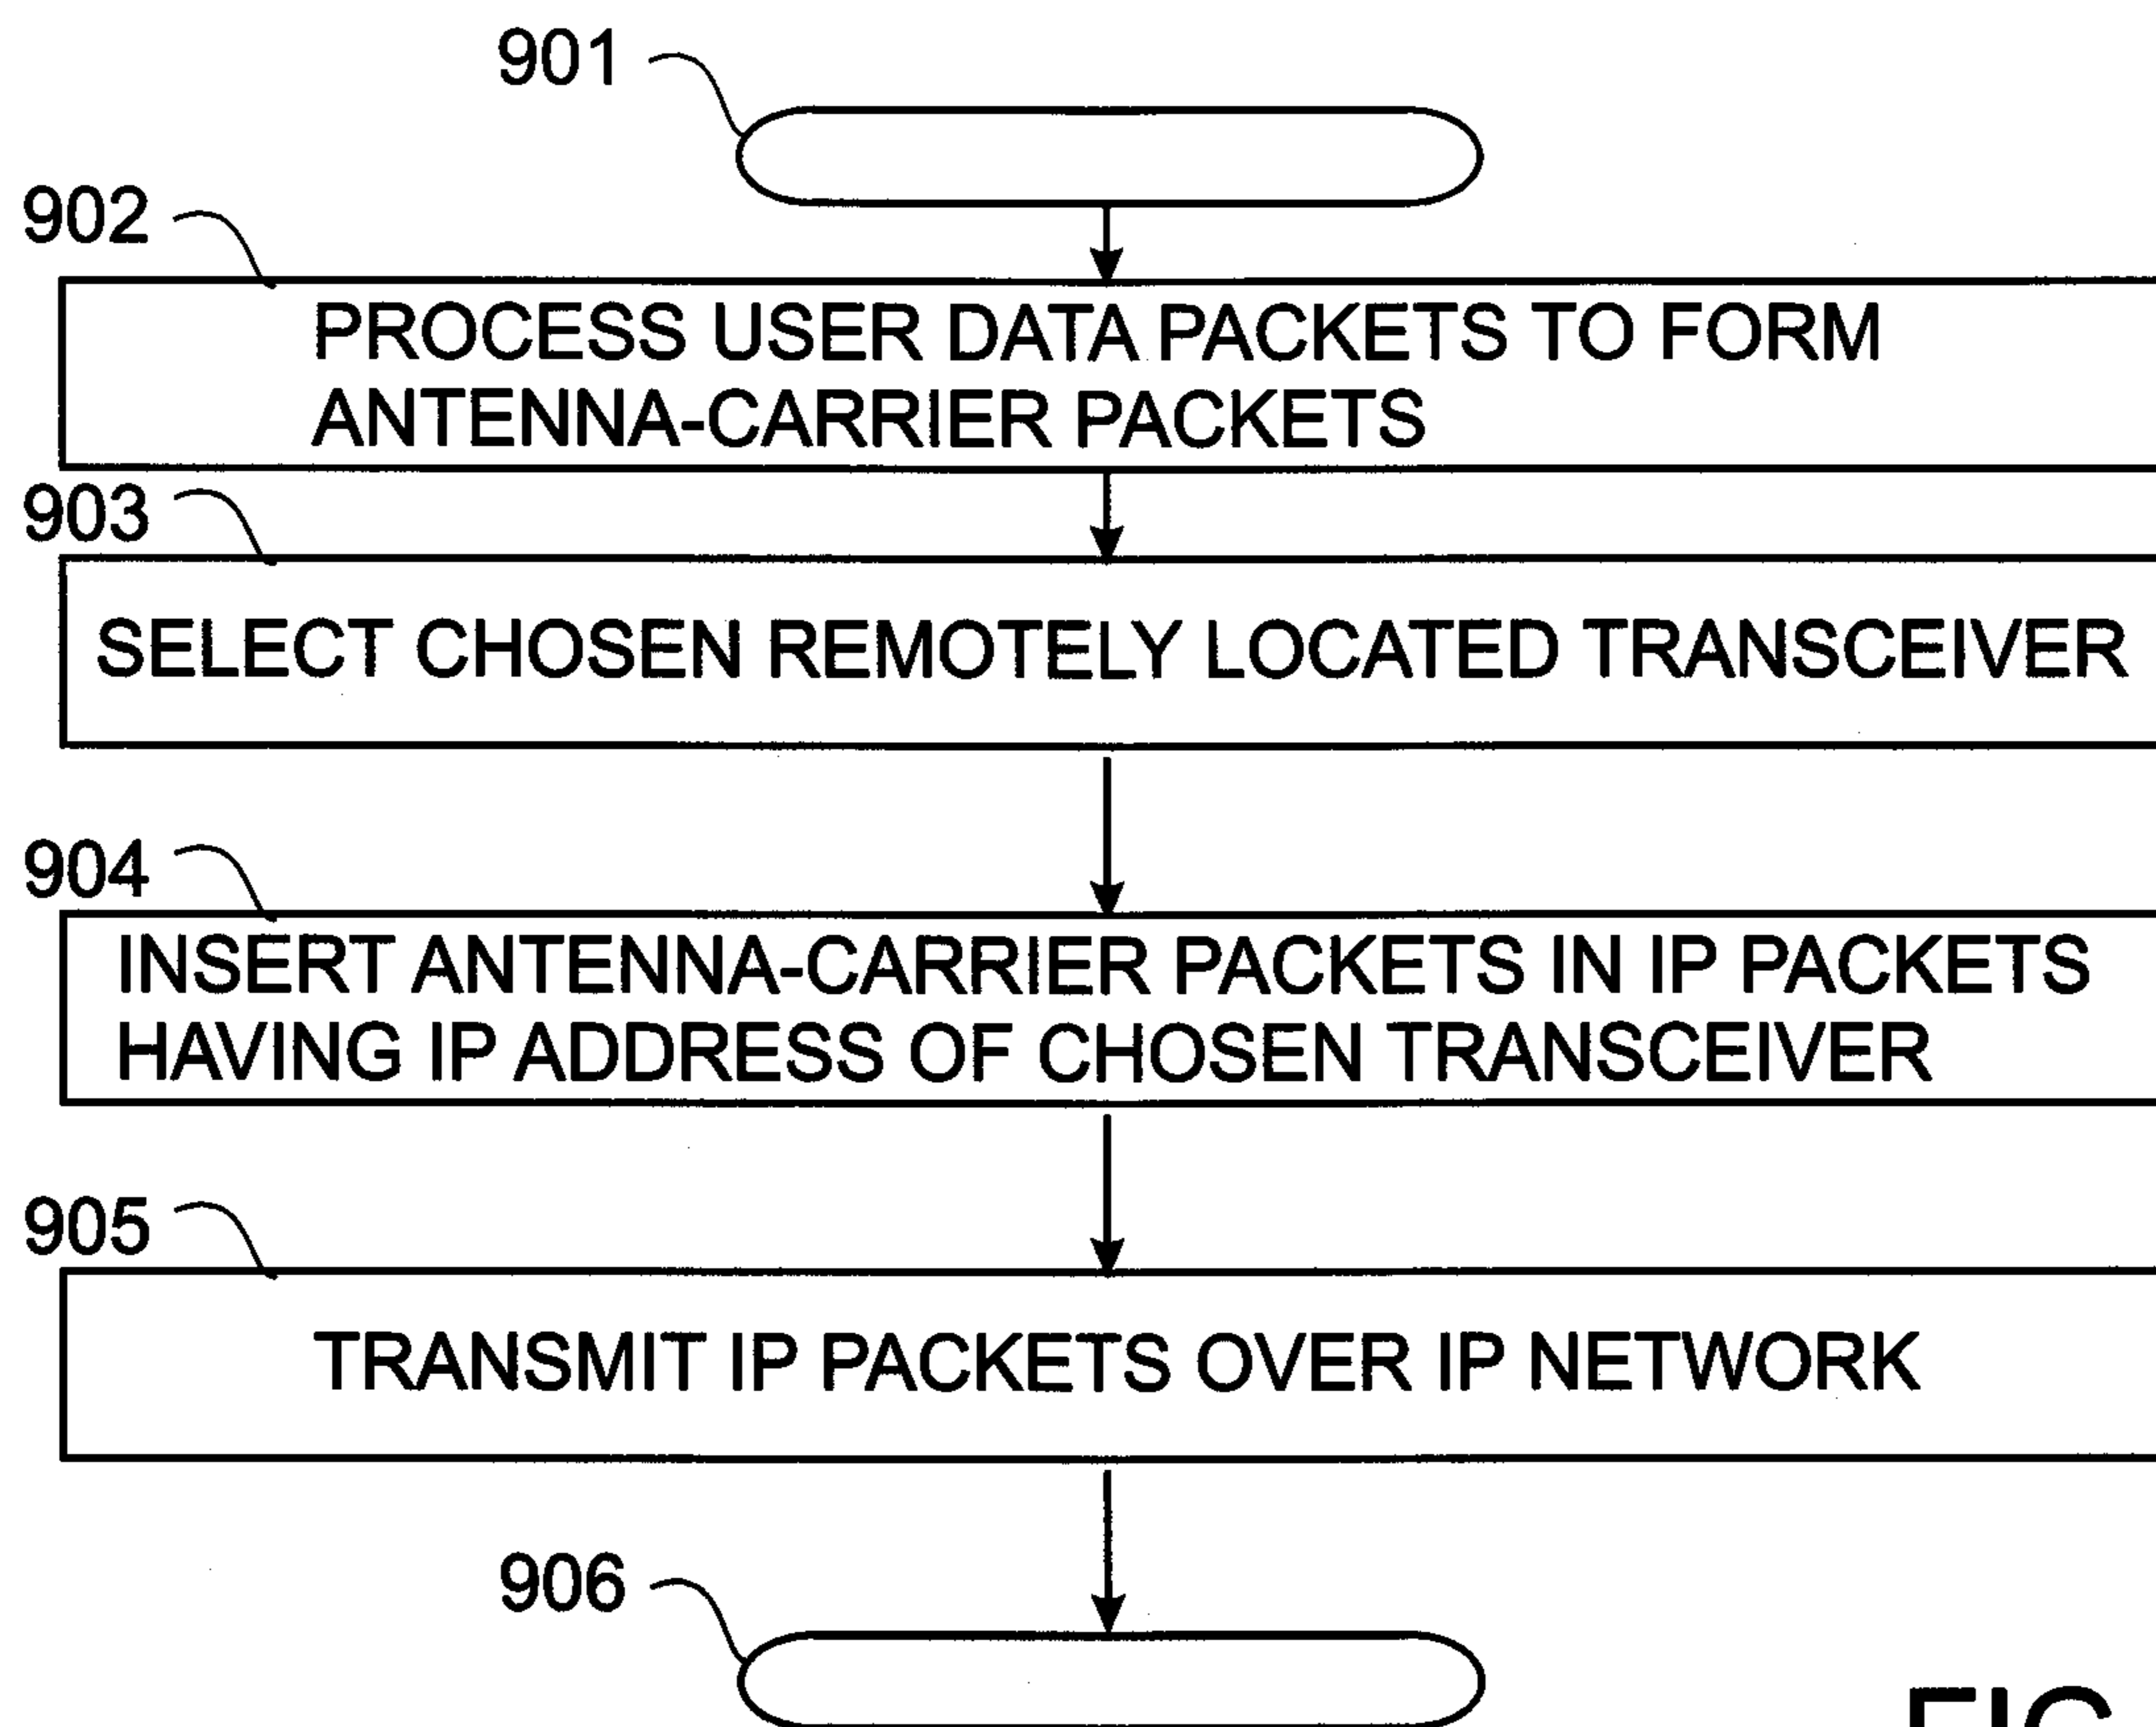 901
902
PROCESS USER DATA PACKETS TO FORM
ANTENNA-CARRIER PACKETS
903
SELECT CHOSEN REMOTELY LOCATED TRANSCEIVER
904
INSERT ANTENNA-CARRIER PACKETS IN IP PACKETS
HAVING IP ADDRESS OF CHOSEN TRANSCEIVER
905
TRANSMIT IP PACKETS OVER IP NETWORK
906